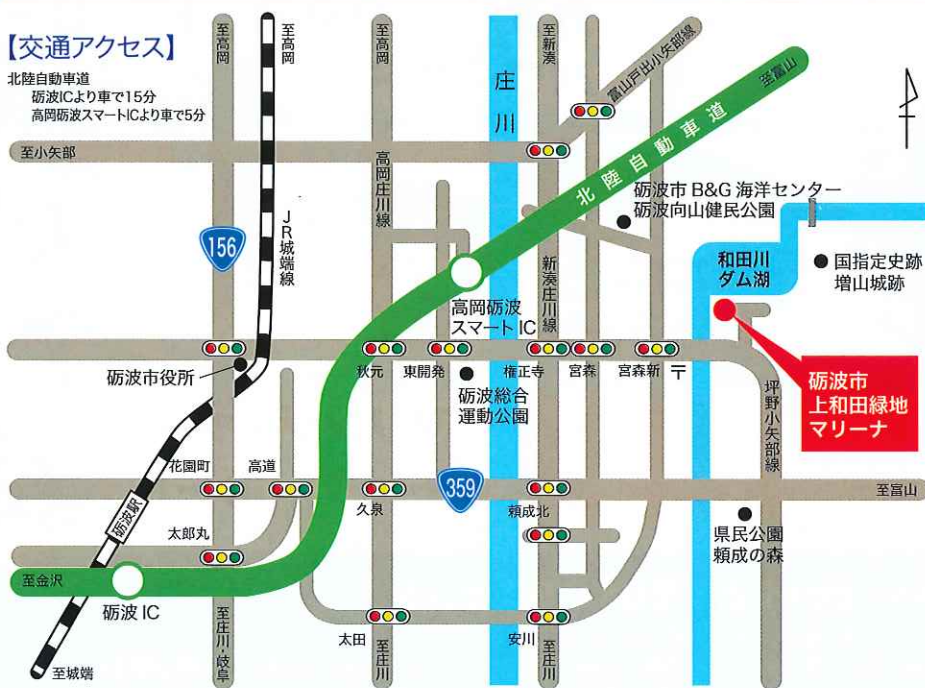 【交通アクセス】
北陸自動車道
砺波ICより車で15分
高岡砺波スマートICより車で5分
至高岡
至高岡
至高岡
庄川
至新湊
富山戸出小矢部線
至富山
北陸自動車道
至小矢部
高岡庄川線
JR城端線
156
砺波市 B&G 海洋センター
砺波向山健民公園
和田川
ダム湖
国指定史跡
増山城跡
高岡砺波
スマート IC
新湊庄川線
砺波市役所
秋元
東開発
権正寺
宮森
宮森新
〒
砺波総合
運動公園
砺波市
上和田緑地
マリーナ
坪野小矢部線
花園町
高道
久泉
359
頼成北
至富山
砺波駅
太郎丸
県民公園
頼成の森
至金沢
砺波 IC
太田
安川
至城端
至庄川・岐阜
至庄川
至庄川